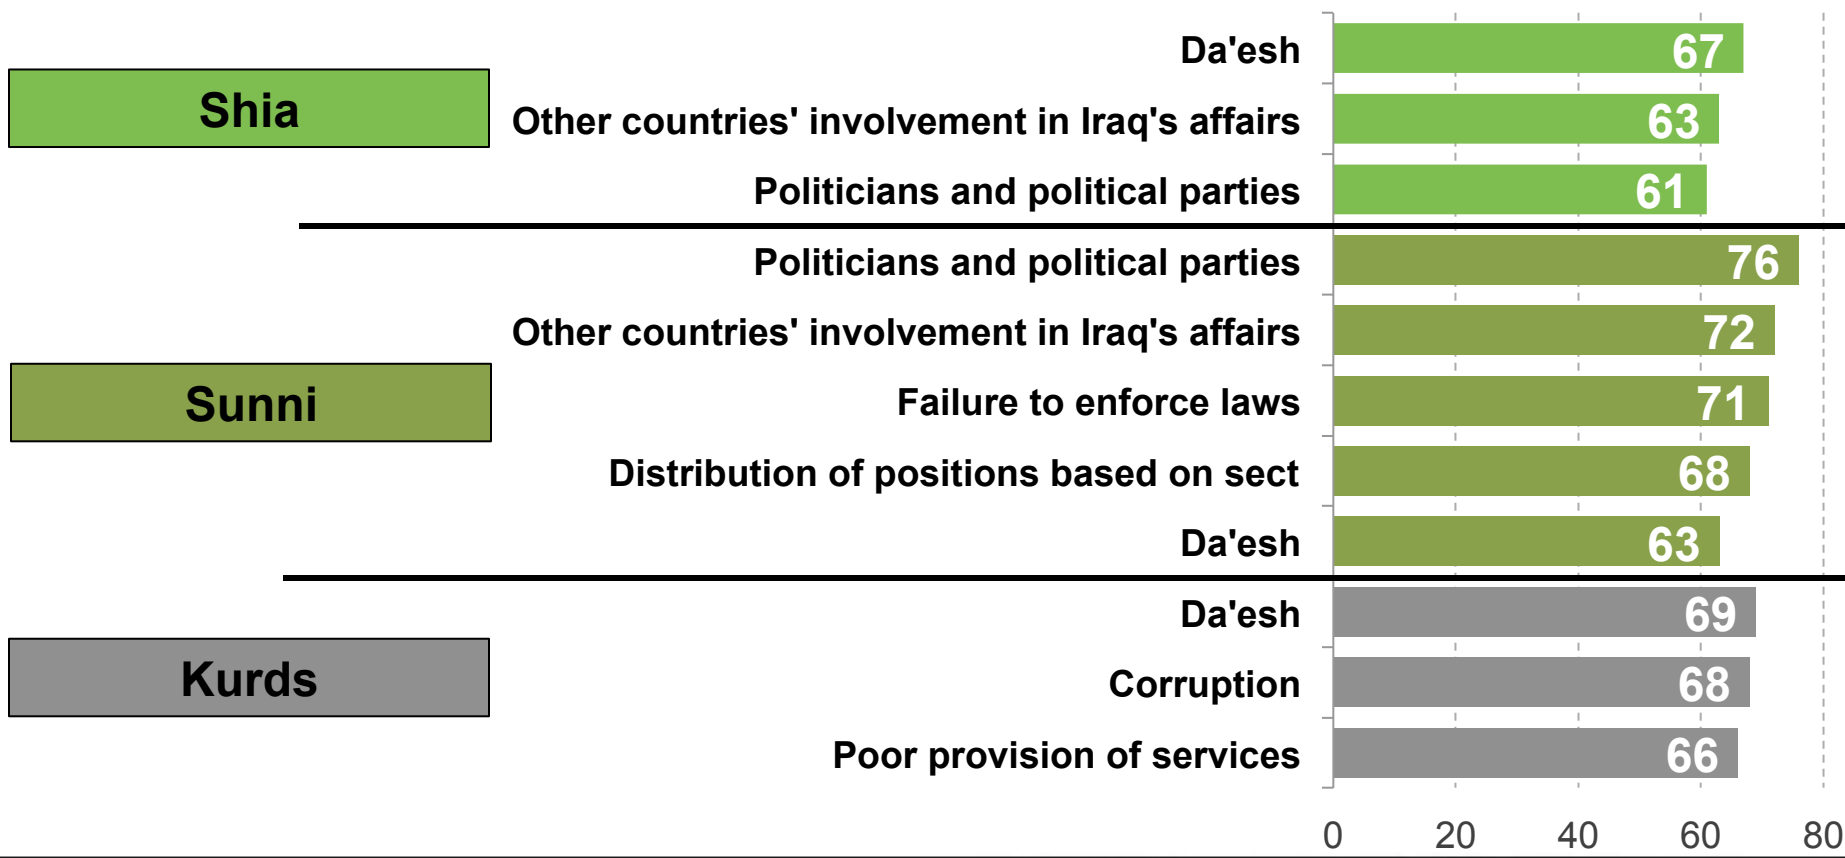 Shia
Da'esh 67
Other countries' involvement in Iraq's affairs 63
Politicians and political parties 61
Sunni
Politicians and political parties 76
Other countries' involvement in Iraq's affairs 72
Failure to enforce laws 71
Distribution of positions based on sect 68
Da'esh 63
Kurds
Da'esh 69
Corruption 68
Poor provision of services 66
0 20 40 60 80